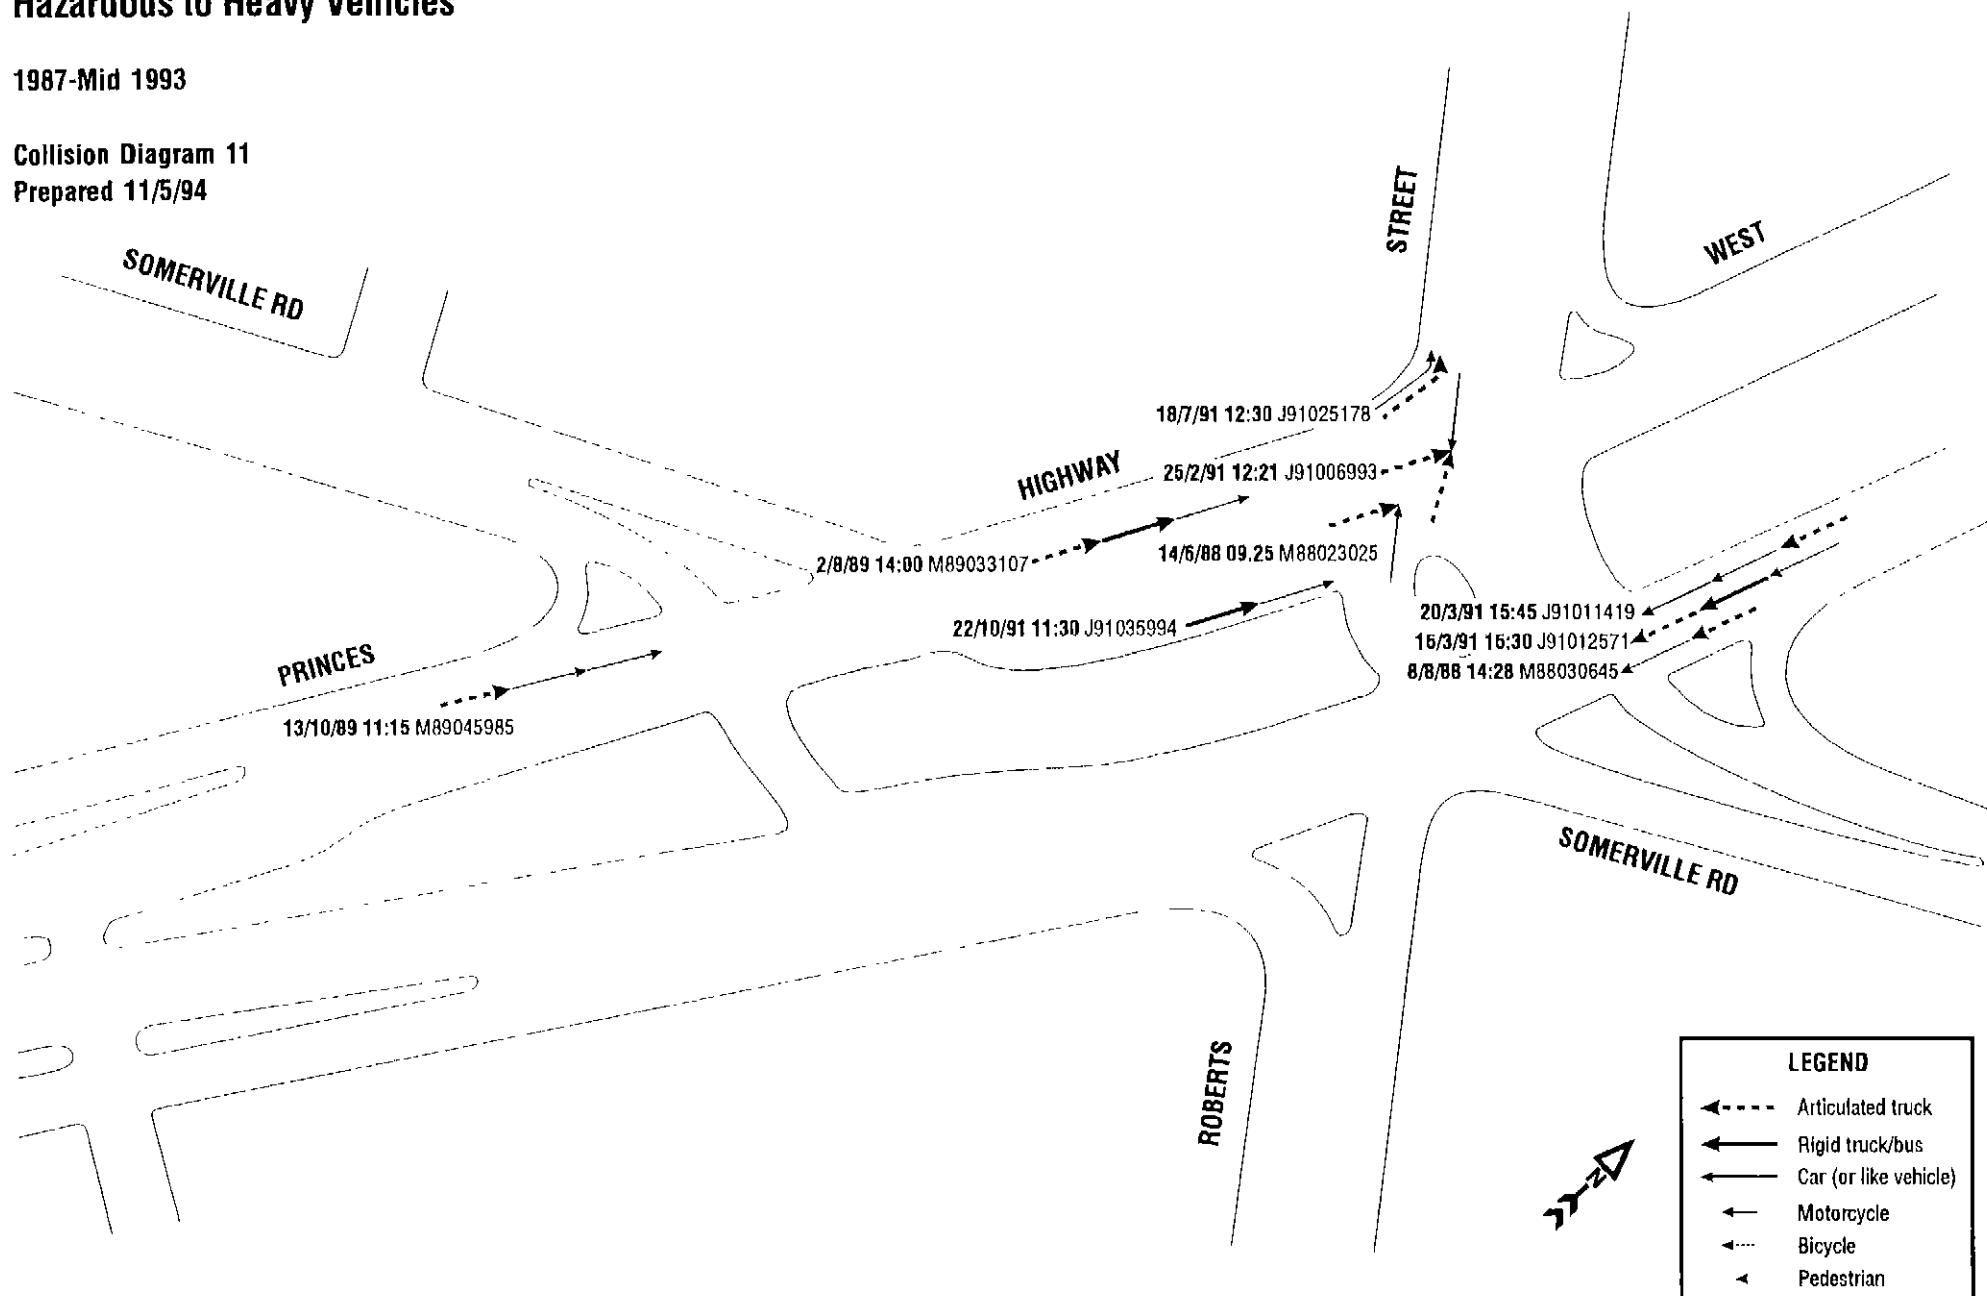 Hazardous to Heavy Vehicles
1987-Mid 1993
Collision Diagram 11
Prepared 11/5/94
SOMERVILLE RD
STREET
WEST
18/7/91 12:30 J91025178
HIGHWAY
25/2/91 12:21 J91006993
2/8/89 14:00 M89033107
14/6/88 09.25 M88023025
22/10/91 11:30 J91035994
20/3/91 15:45 J91011419
15/3/91 15:30 J91012571
8/8/88 14:28 M88030645
PRINCES
13/10/89 11:15 M89045985
SOMERVILLE RD
ROBERTS
N
LEGEND
Articulated truck
Rigid truck/bus
Car (or like vehicle)
Motorcycle
Bicycle
Pedestrian